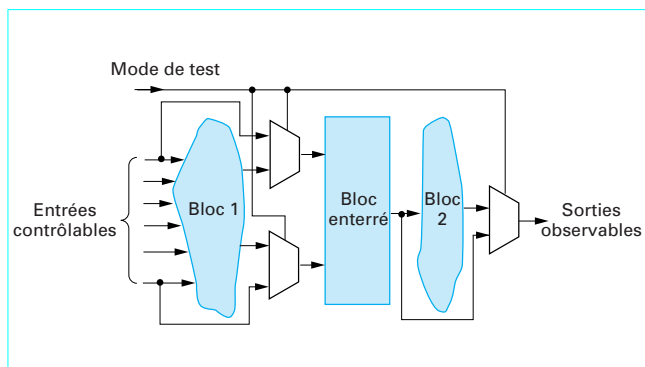 Mode de test
Entrées
contrôlables
Bloc 1
Bloc
enterré
Bloc
2
Sorties
observables